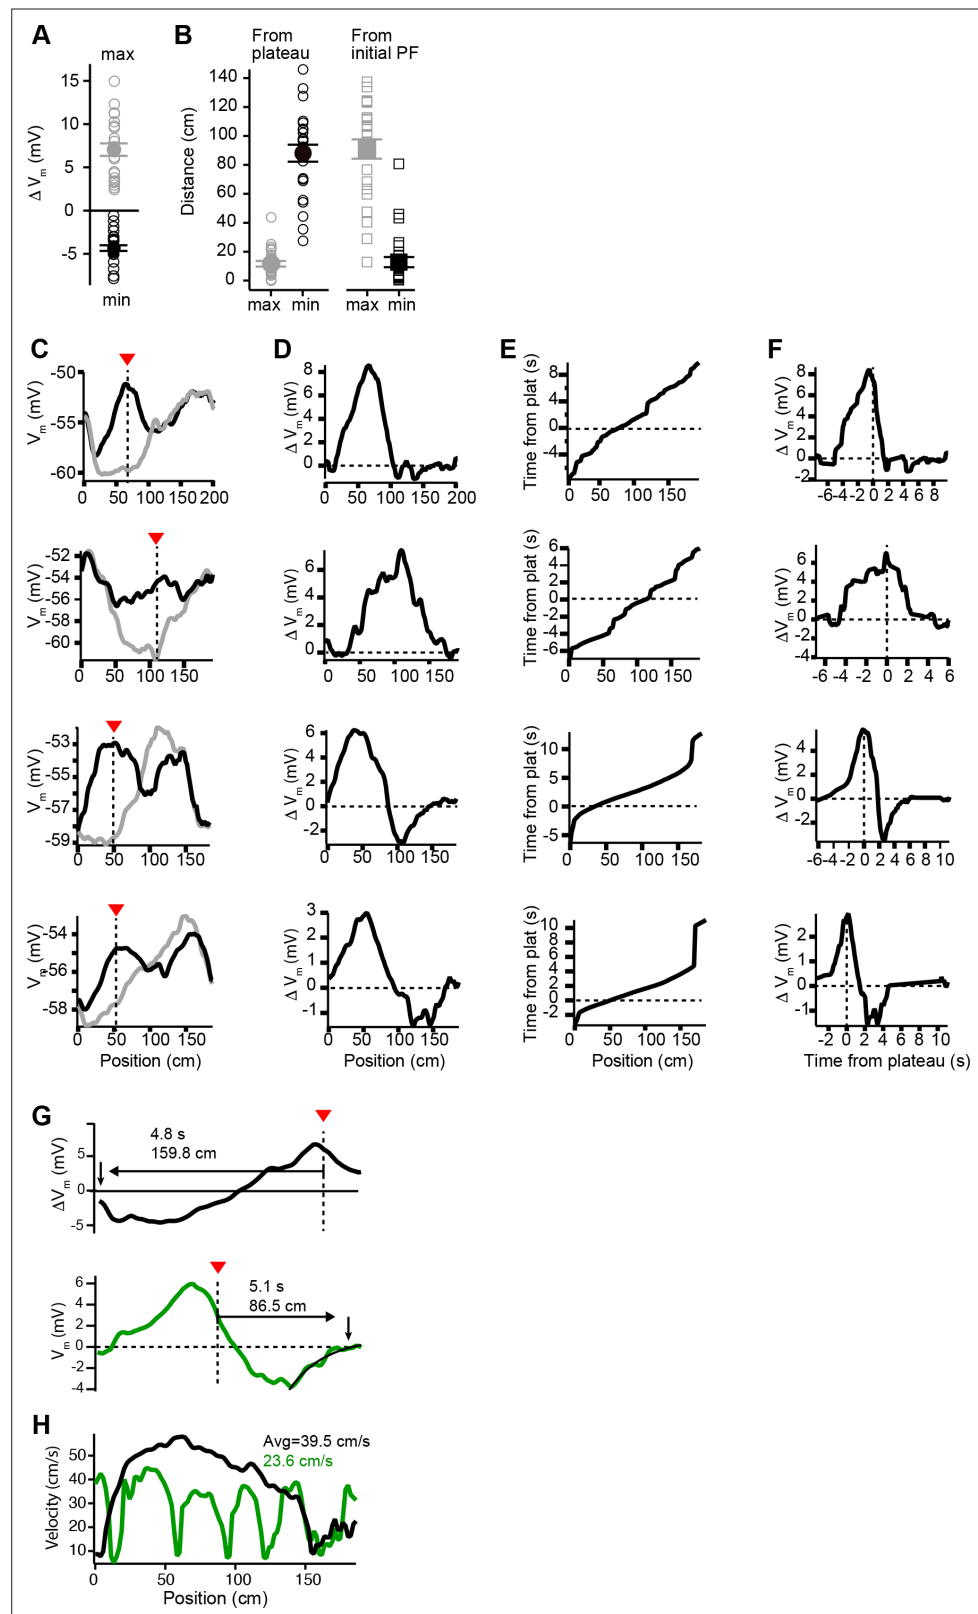 A
max
15
10
5
0
-5
Δ Vm (mV)
min
B
From
plateau
From
initial PF
140
120
100
80
60
40
20
0
Distance (cm)
max min
max min
C
-50
-55
-60
Vm (mV)
0 50 100 150 200
D
8
6
4
2
0
Δ Vm (mV)
0 50 100 150 200
E
8
4
0
-4
Time from plat (s)
0 50 100 150
F
8
6
4
2
0
-2
Δ Vm (mV)
-6 -4 -2 0 2 4 6 8
-52
-54
-56
-58
-60
Vm (mV)
0 50 100 150
6
4
2
0
Δ Vm (mV)
0 50 100 150
6
4
2
0
-2
-4
-6
Time from plat (s)
0 50 100 150
6
4
2
0
-2
-4
ΔVm (mV)
-6 -4 -2 0 2 4 6
-53
-55
-57
-59
Vm (mV)
0 50 100 150
6
4
2
0
-2
Δ Vm (mV)
0 50 100 150
10
5
0
-5
Time from plat (s)
0 50 100 150
4
2
0
-2
Δ Vm (mV)
-6 -4 -2 0 2 4 6 8 10
-54
-56
-58
Vm (mV)
0 50 100 150
Position (cm)
3
2
1
0
-1
Δ Vm (mV)
0 50 100 150
Position (cm)
10
8
6
4
2
0
-2
Time from plat (s)
0 50 100 150
Position (cm)
2
1
0
-1
Δ Vm (mV)
-2 0 2 4 6 8 10
Time from plateau (s)
G
4.8 s
159.8 cm
5
0
-5
ΔVm (mV)
5.1 s
86.5 cm
6
4
2
0
-2
-4
Vm (mV)
H
Avg=39.5 cm/s
23.6 cm/s
50
40
30
20
10
Velocity (cm/s)
0 50 100 150
Position (cm)